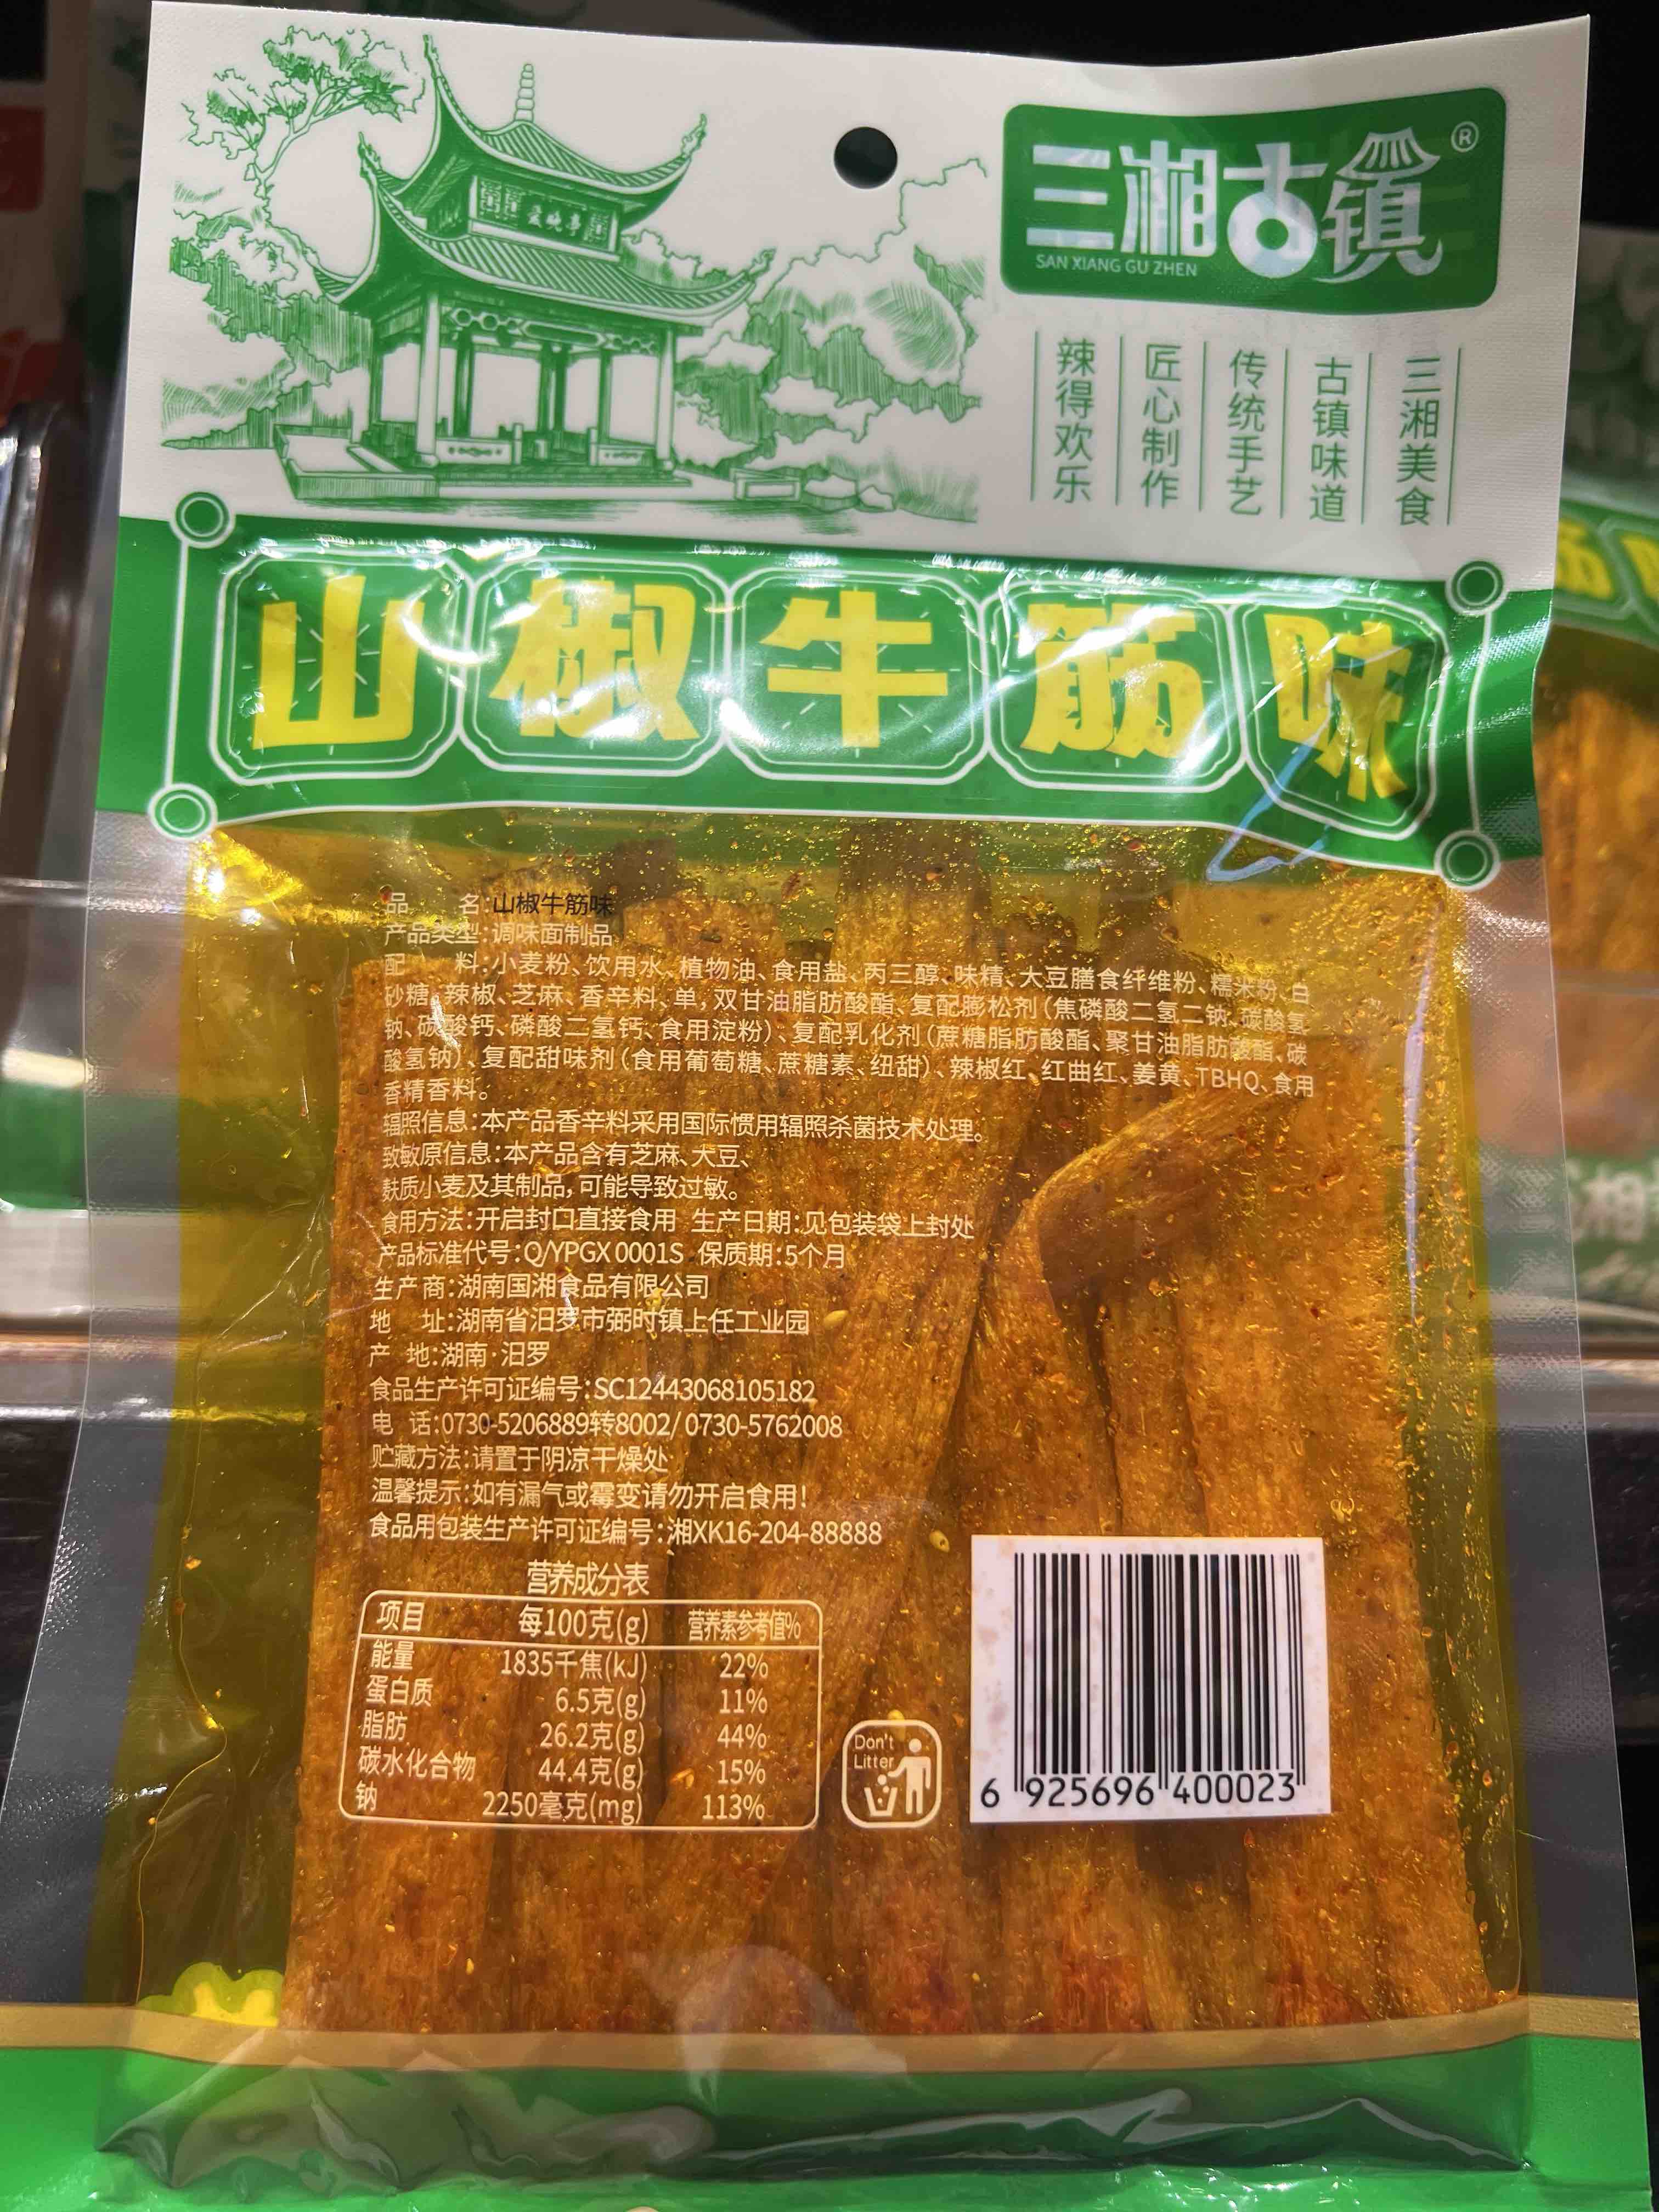 爱晚亭
三湘古镇®
SAN XIANG GU ZHEN
三湘美食
古镇味道
传统手艺
匠心制作
辣得欢乐
山椒牛筋味
品 名:山椒牛筋味
产品类型:调味面制品
配 料:小麦粉、饮用水、植物油、食用盐、丙三醇、味精、大豆膳食纤维粉、糯米粉、白
砂糖、辣椒、芝麻、香辛料、单,双甘油脂肪酸酯、复配膨松剂(焦磷酸二氢二钠、碳酸氢
钠、碳酸钙、磷酸二氢钙、食用淀粉)、复配乳化剂(蔗糖脂肪酸酯、聚甘油脂肪酸酯、碳
酸氢钠)、复配甜味剂(食用葡萄糖、蔗糖素、纽甜)、辣椒红、红曲红、姜黄、TBHQ、食用
香精香料。
辐照信息:本产品香辛料采用国际惯用辐照杀菌技术处理。
致敏原信息:本产品含有芝麻、大豆、
麸质小麦及其制品,可能导致过敏。
食用方法:开启封口直接食用 生产日期:见包装袋上封处
产品标准代号:Q/YPGX 0001S 保质期:5个月
生产商:湖南国湘食品有限公司
地 址:湖南省汨罗市弼时镇上任工业园
产 地:湖南·汨罗
食品生产许可证编号:SC12443068105182
电 话:0730-5206889转8002/ 0730-5762008
贮藏方法:请置于阴凉干燥处
温馨提示:如有漏气或霉变请勿开启食用!
食品用包装生产许可证编号:湘XK16-204-88888
营养成分表
项目 每100克(g) 营养素参考值%
能量 1835千焦(kJ) 22%
蛋白质 6.5克(g) 11%
脂肪 26.2克(g) 44%
碳水化合物 44.4克(g) 15%
钠 2250毫克(mg) 113%
Don't
Litter
6 925696 400023